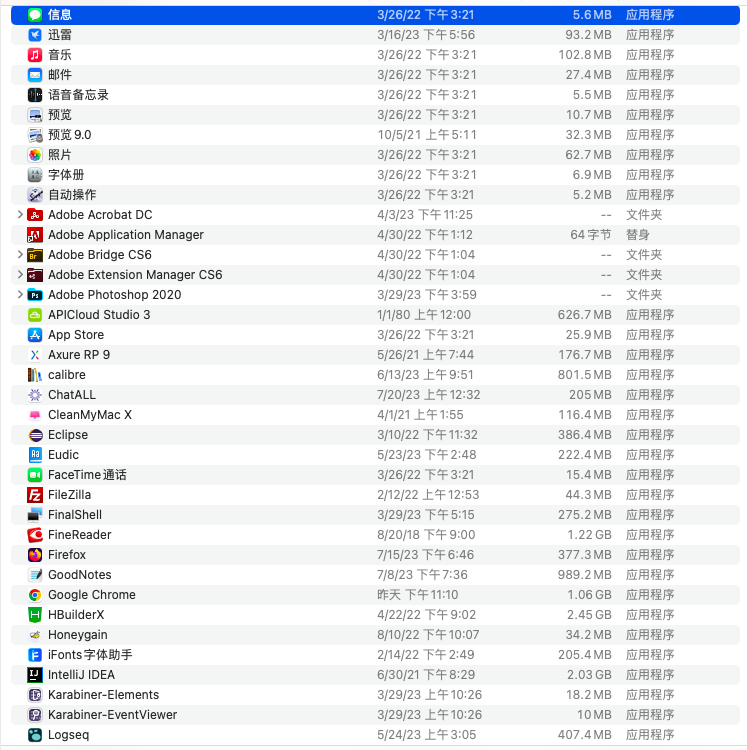 信息 3/26/22 下午3:21 5.6 MB 应用程序
迅雷 3/16/23 下午5:56 93.2 MB 应用程序
音乐 3/26/22 下午3:21 102.8 MB 应用程序
邮件 3/26/22 下午3:21 27.4 MB 应用程序
语音备忘录 3/26/22 下午3:21 5.5 MB 应用程序
预览 3/26/22 下午3:21 10.7 MB 应用程序
预览 9.0 10/5/21 上午5:11 32.3 MB 应用程序
照片 3/26/22 下午3:21 62.7 MB 应用程序
字体册 3/26/22 下午3:21 6.9 MB 应用程序
自动操作 3/26/22 下午3:21 5.2 MB 应用程序
Adobe Acrobat DC 4/3/23 下午11:25 -- 文件夹
Adobe Application Manager 4/30/22 下午1:12 64 字节 替身
Adobe Bridge CS6 4/30/22 下午1:04 -- 文件夹
Adobe Extension Manager CS6 4/30/22 下午1:04 -- 文件夹
Adobe Photoshop 2020 3/29/23 下午3:59 -- 文件夹
APICloud Studio 3 1/1/80 上午12:00 626.7 MB 应用程序
App Store 3/26/22 下午3:21 25.9 MB 应用程序
Axure RP 9 5/26/21 上午7:44 176.7 MB 应用程序
calibre 6/13/23 上午9:51 801.5 MB 应用程序
ChatALL 7/20/23 上午12:32 205 MB 应用程序
CleanMyMac X 4/1/21 上午1:55 116.4 MB 应用程序
Eclipse 3/10/22 下午11:32 386.4 MB 应用程序
Eudic 5/23/23 下午2:48 222.4 MB 应用程序
FaceTime 通话 3/26/22 下午3:21 15.4 MB 应用程序
FileZilla 2/12/22 上午12:53 44.3 MB 应用程序
FinalShell 3/29/23 下午5:15 275.2 MB 应用程序
FineReader 8/20/18 下午9:00 1.22 GB 应用程序
Firefox 7/15/23 下午6:46 377.3 MB 应用程序
GoodNotes 7/8/23 下午7:36 989.2 MB 应用程序
Google Chrome 昨天 下午11:10 1.06 GB 应用程序
HBuilderX 4/22/22 下午9:02 2.45 GB 应用程序
Honeygain 8/10/22 下午10:07 34.2 MB 应用程序
iFonts字体助手 2/14/22 下午2:49 205.4 MB 应用程序
IntelliJ IDEA 6/30/21 下午8:29 2.03 GB 应用程序
Karabiner-Elements 3/29/23 上午10:26 18.2 MB 应用程序
Karabiner-EventViewer 3/29/23 上午10:26 10 MB 应用程序
Logseq 5/24/23 上午3:05 407.4 MB 应用程序